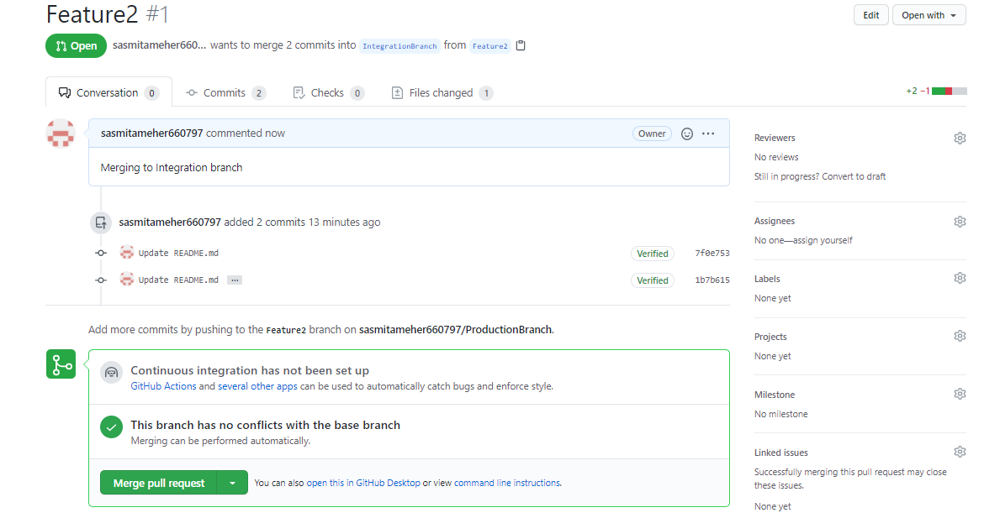 Feature2 #1
Edit
Open with
Open
sasmitameher660... wants to merge 2 commits into IntegrationBranch from Feature2
Conversation 0
Commits 2
Checks 0
Files changed 1
+2 −1
sasmitameher660797 commented now
Owner
Merging to Integration branch
sasmitameher660797 added 2 commits 13 minutes ago
Update README.md
Verified
7f0e753
Update README.md ...
Verified
1b7b615
Add more commits by pushing to the Feature2 branch on sasmitameher660797/ProductionBranch.
Continuous integration has not been set up
GitHub Actions and several other apps can be used to automatically catch bugs and enforce style.
This branch has no conflicts with the base branch
Merging can be performed automatically.
Merge pull request
You can also open this in GitHub Desktop or view command line instructions.
Reviewers
No reviews
Still in progress? Convert to draft
Assignees
No one—assign yourself
Labels
None yet
Projects
None yet
Milestone
No milestone
Linked issues
Successfully merging this pull request may close
these issues.
None yet